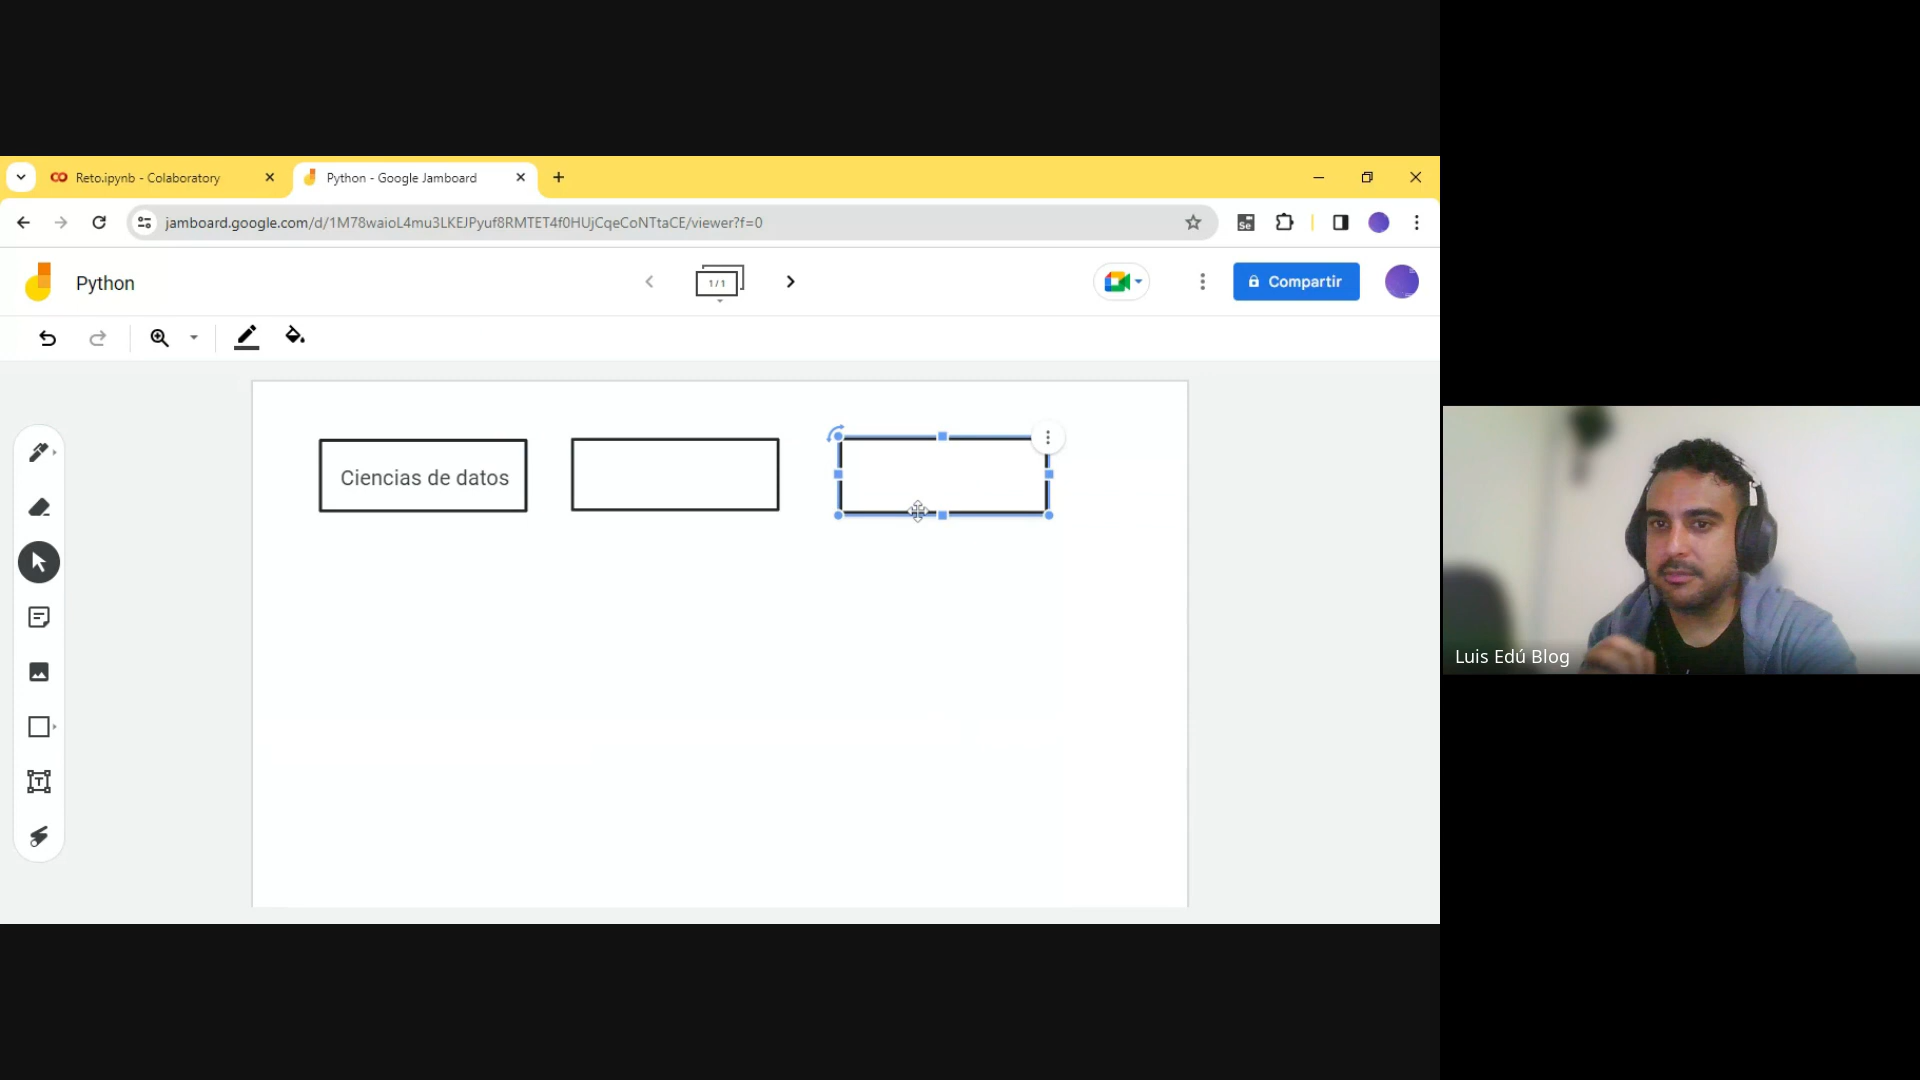 Reto.ipynb - Colaboratory
Python - Google Jamboard
jamboard.google.com/d/1M78waioL4mu3LKEJPyuf8RMTET4f0HUjCqeCoNTtaCE/viewer?f=0
Se
Python
1 / 1
Compartir
Ciencias de datos
Luis Edú Blog